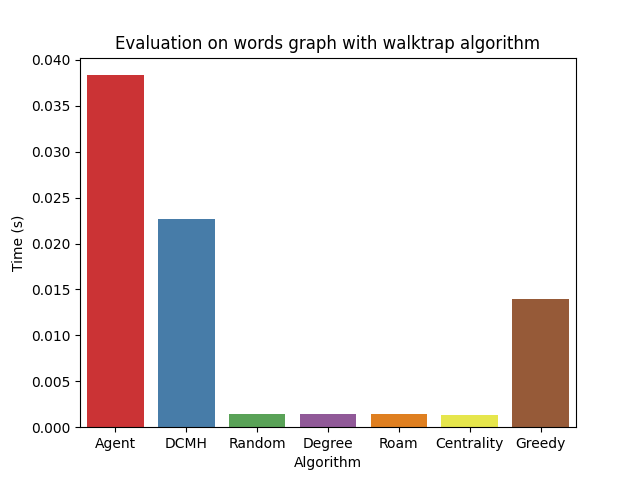 Evaluation on words graph with walktrap algorithm
0.040
0.035
0.030
0.025
0.020
0.015
0.010
0.005
0.000
Time (s)
Agent DCMH Random Degree Roam Centrality Greedy
Algorithm